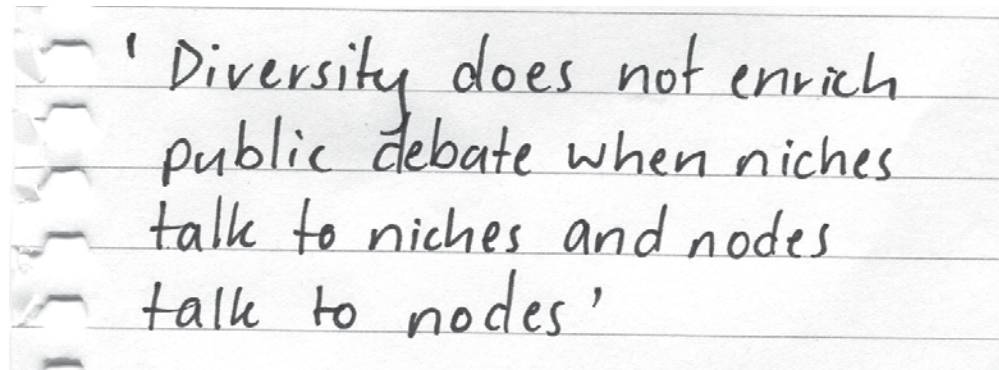 'Diversity does not enrich
public debate when niches
talk to niches and nodes
talk to nodes'